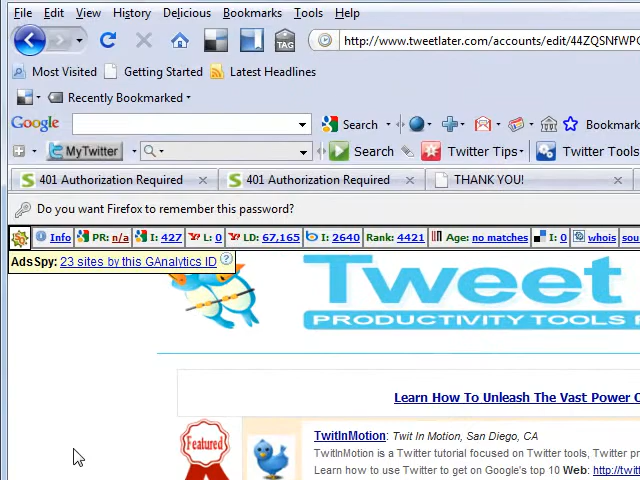 File Edit View History Delicious Bookmarks Tools Help
TAG http://www.tweetlater.com/accounts/edit/44ZQSNfWP
Most Visited Getting Started Latest Headlines
Recently Bookmarked
Google Search Bookmark
MyTwitter Search Twitter Tips Twitter Tools
401 Authorization Required 401 Authorization Required THANK YOU!
Do you want Firefox to remember this password?
Info PR: n/a I: 427 L: 0 LD: 67,165 I: 2640 Rank: 4421 Age: no matches I: 0 whois sou
AdsSpy: 23 sites by this GAnalytics ID ?
Tweet
PRODUCTIVITY TOOLS
Learn How To Unleash The Vast Power
Featured
TwitInMotion: Twit In Motion, San Diego, CA
TwitInMotion is a Twitter tutorial focused on Twitter tools, Twitter pr
Learn how to use Twitter to get on Google's top 10 Web: http://twit